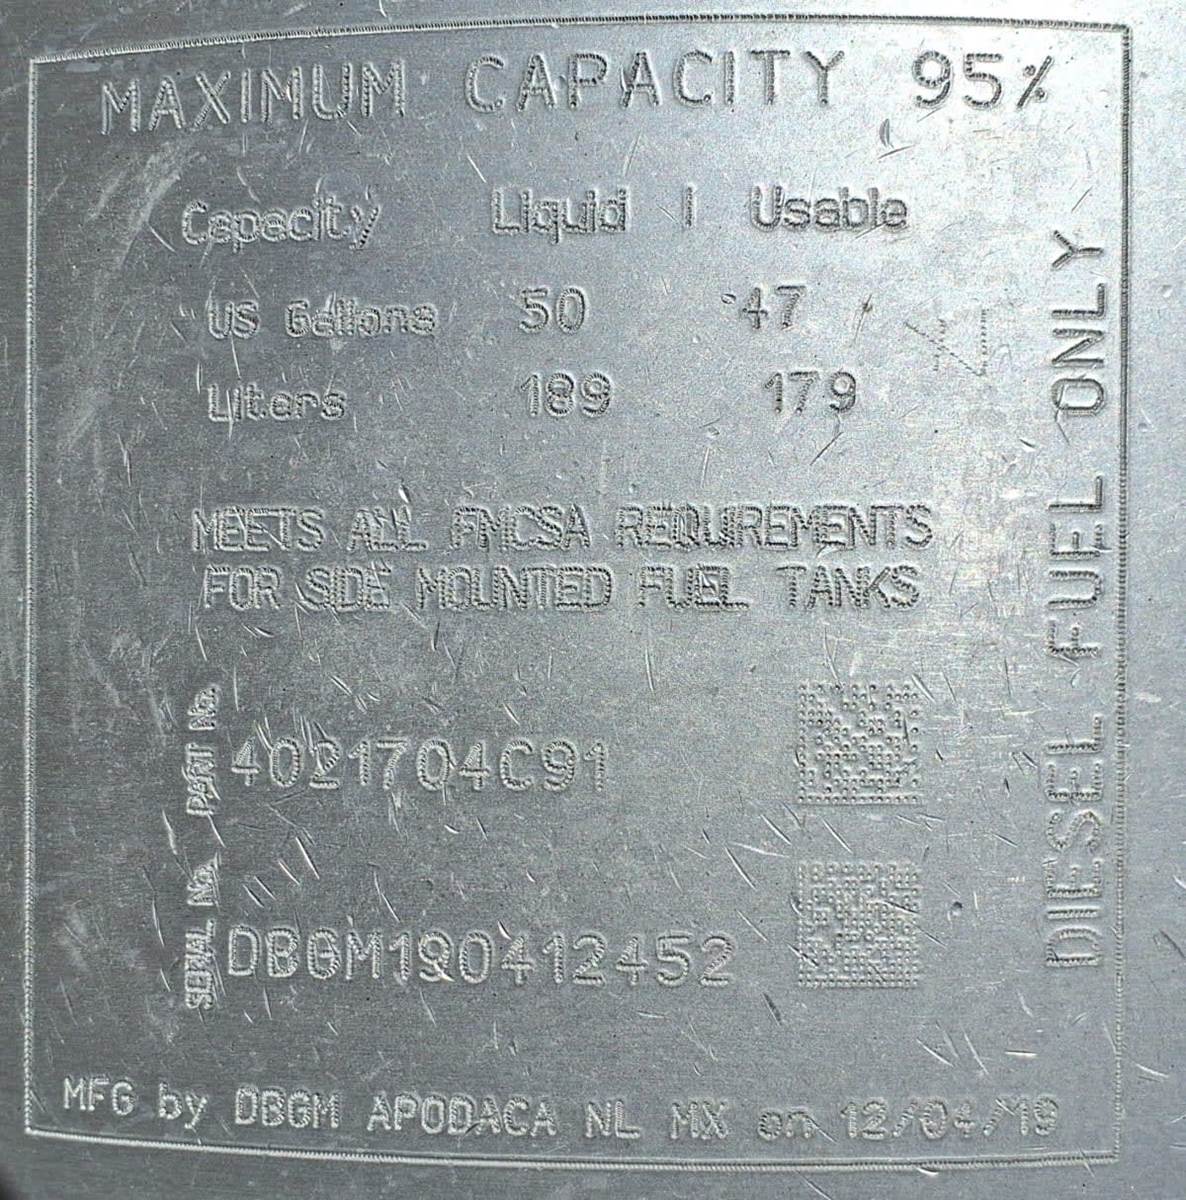 MAXIMUM CAPACITY 95%
Capacity Liquid | Usable
US Gallons 50 47
Liters 189 179
MEETS ALL FMCSA REQUIREMENTS
FOR SIDE MOUNTED FUEL TANKS
PART No. 4021704C91
SERIAL No. DBGM190412452
MFG by DBGM APODACA NL MX on 12/04/19
DIESEL FUEL ONLY